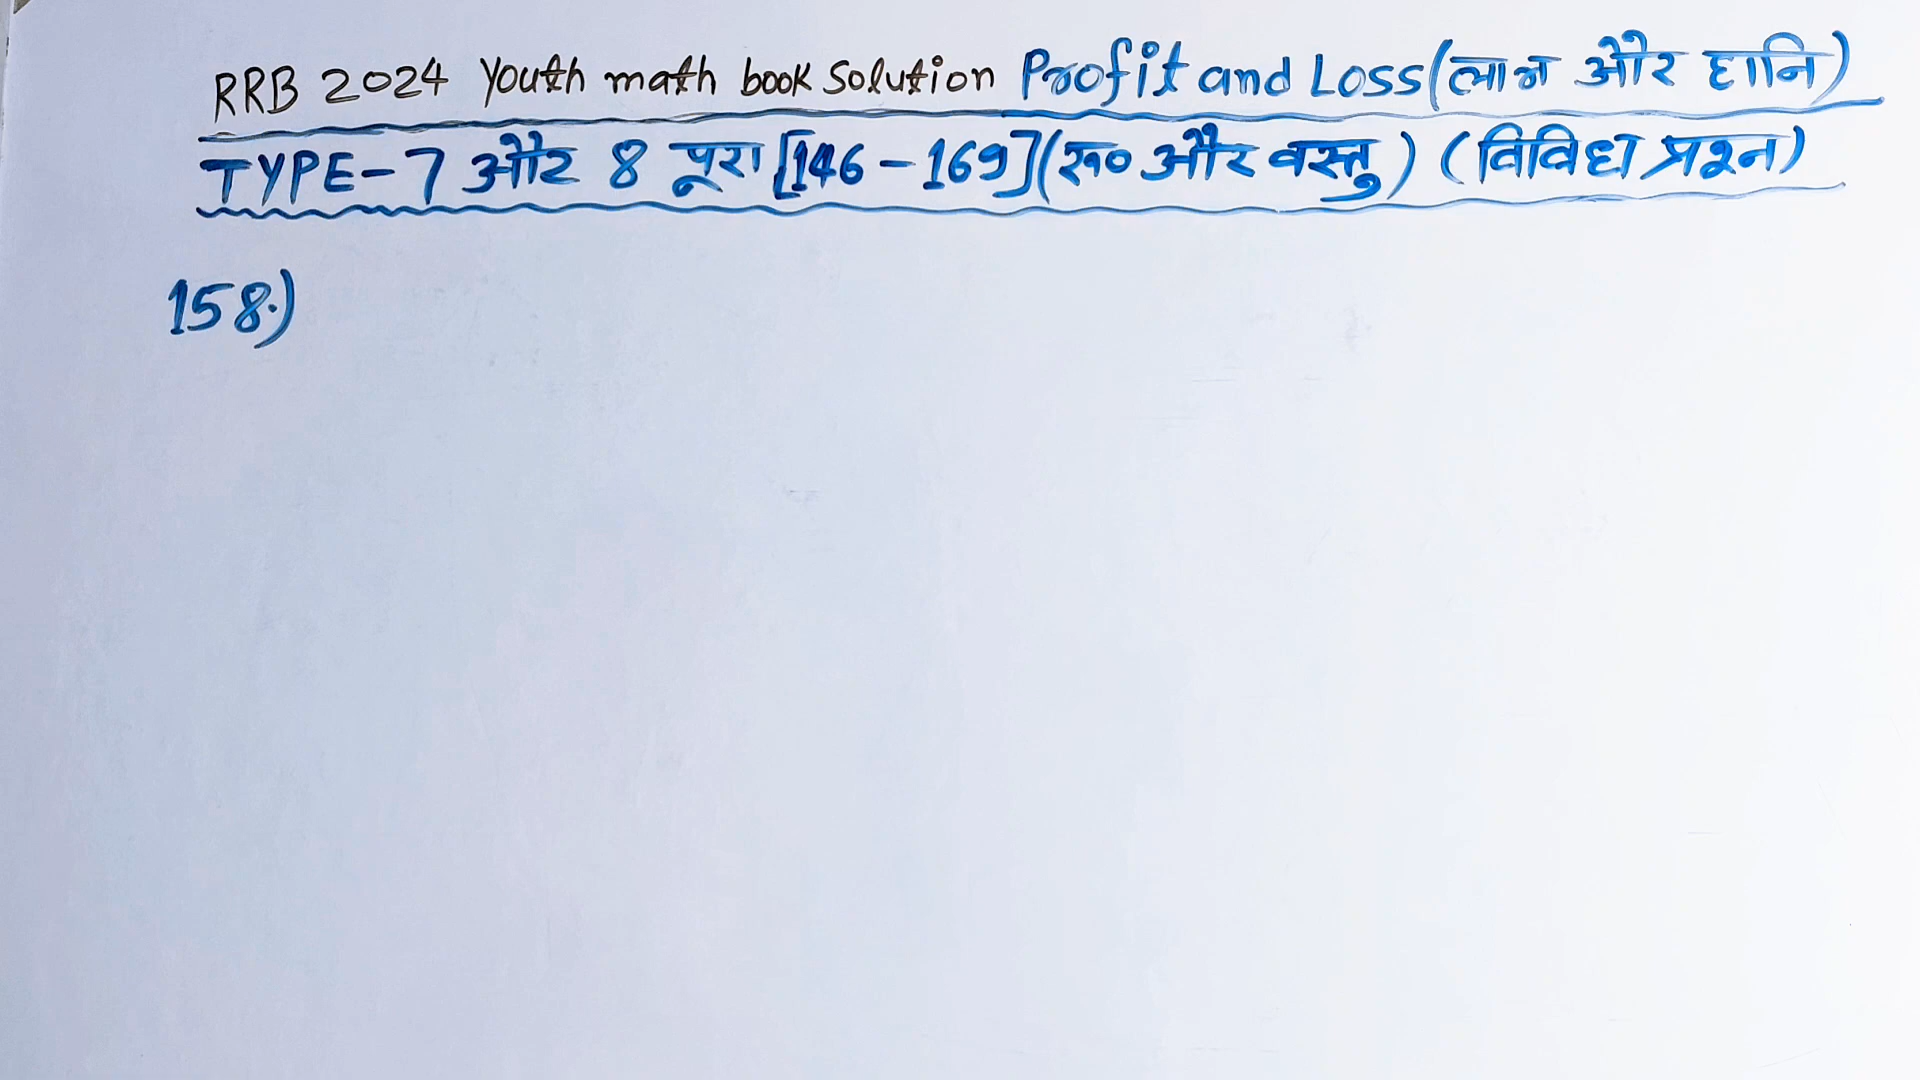 RRB 2024 Youth math book Solution Profit and Loss (लाभ और हानि)
TYPE-7 और 8 पूरा [146-169] (रू० और वस्तु) (विविध प्रश्न)
158.)